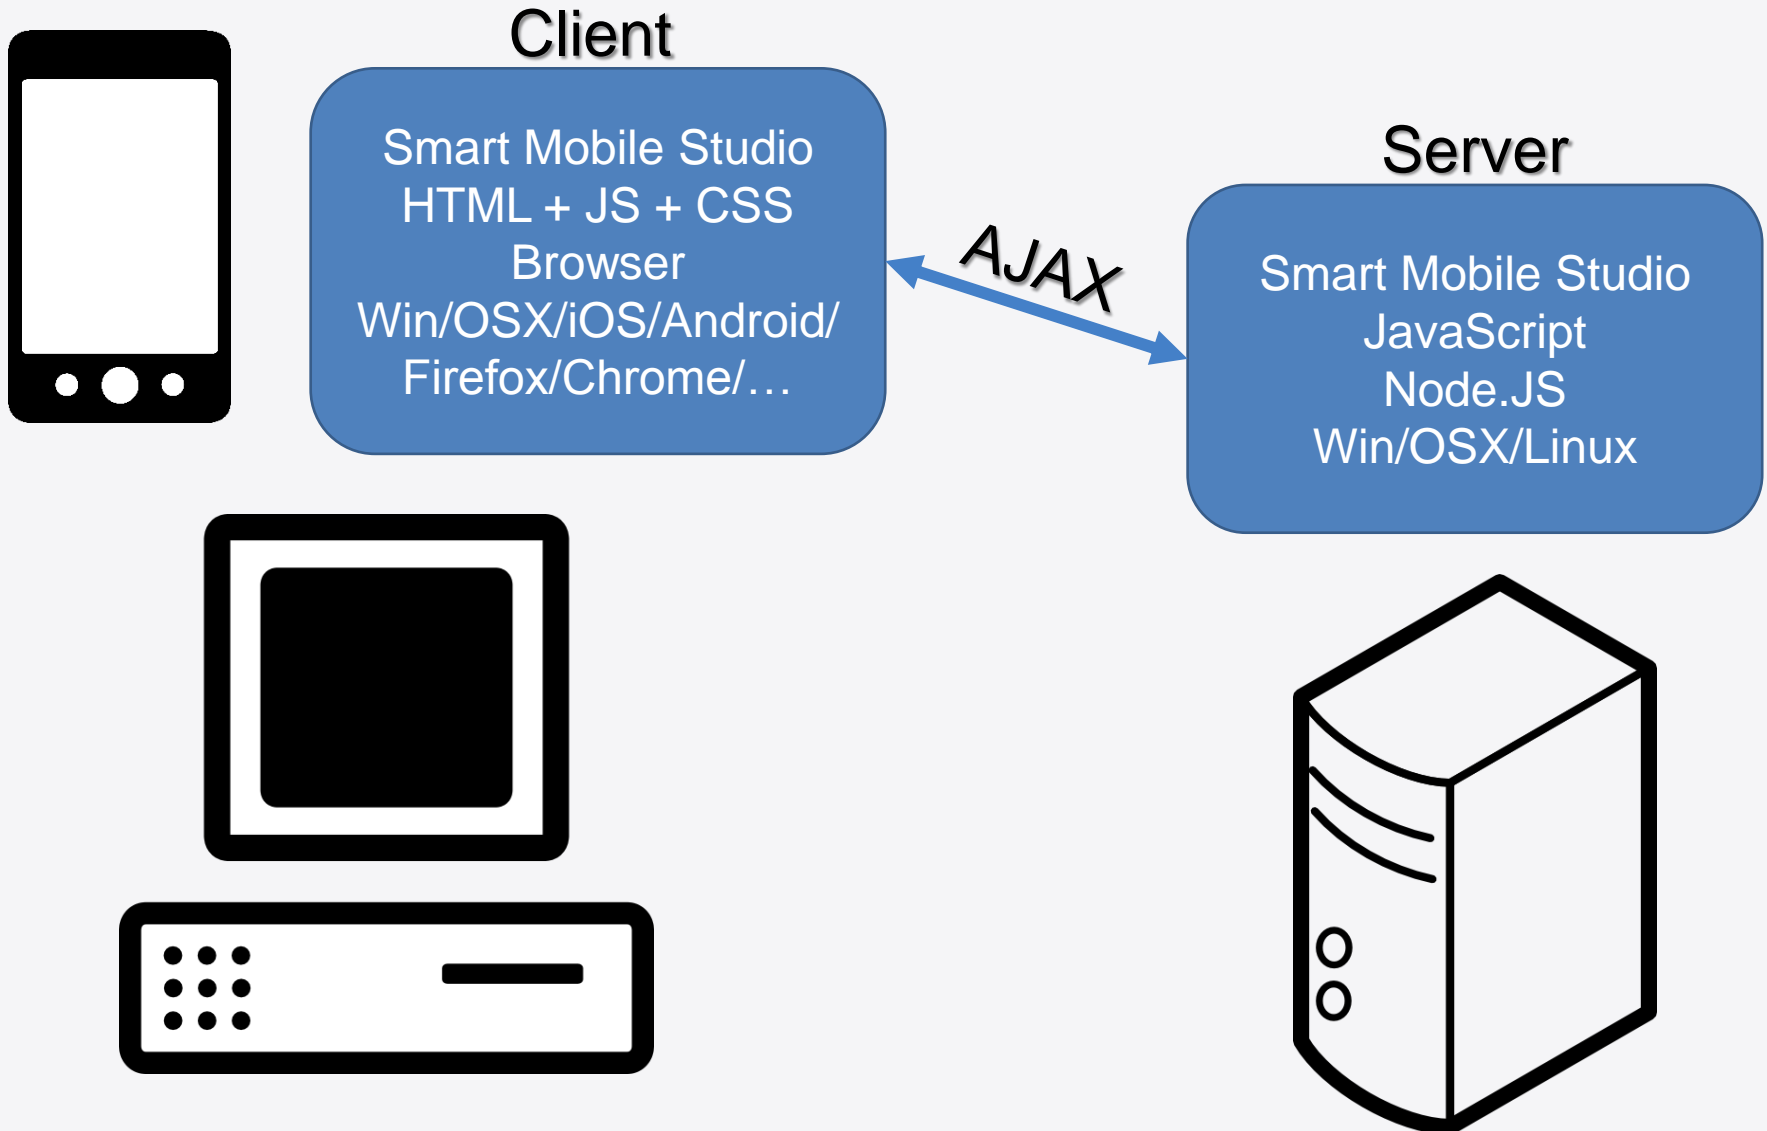 Client
Smart Mobile Studio
HTML + JS + CSS
Browser
Win/OSX/iOS/Android/
Firefox/Chrome/…
AJAX
Server
Smart Mobile Studio
JavaScript
Node.JS
Win/OSX/Linux